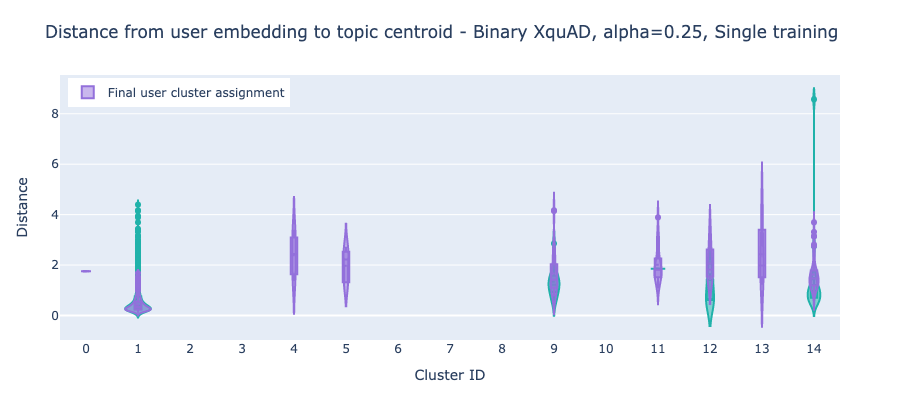 Distance from user embedding to topic centroid - Binary XquAD, alpha=0.25, Single training
Final user cluster assignment
8
6
4
2
0
Distance
0 1 2 3 4 5 6 7 8 9 10 11 12 13 14
Cluster ID